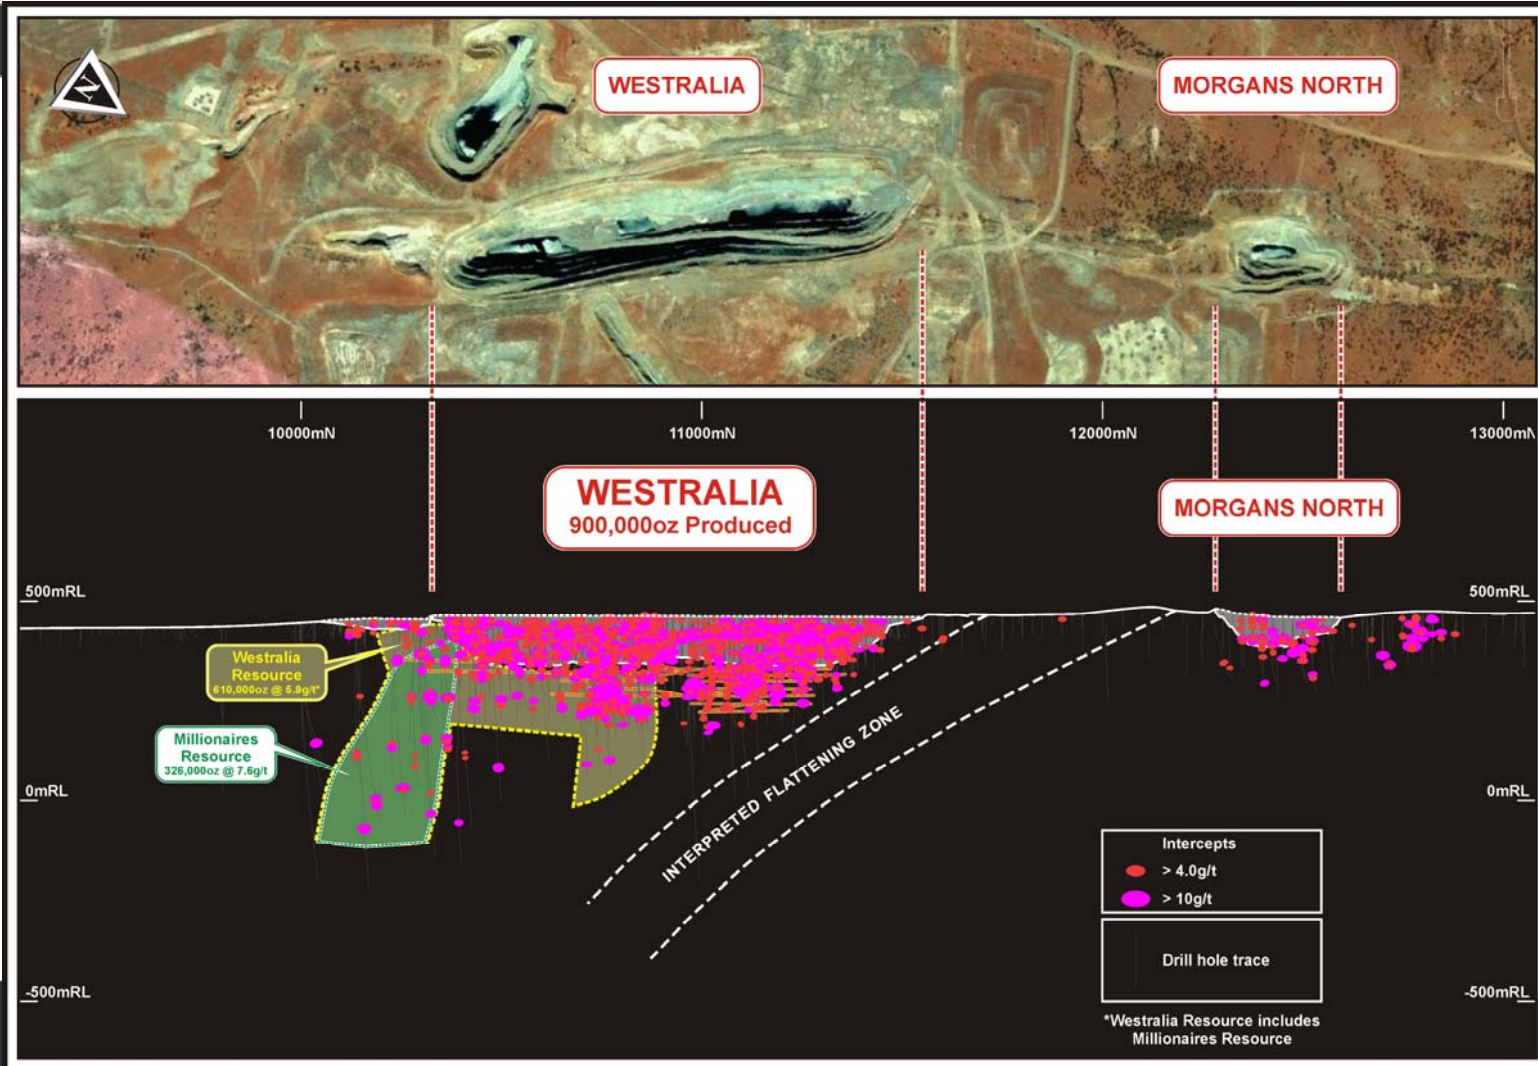 N
WESTRALIA
MORGANS NORTH
10000mN
11000mN
12000mN
13000mN
WESTRALIA
900,000oz Produced
MORGANS NORTH
500mRL
500mRL
Westralia
Resource
610,000oz @ 5.9g/t*
Millionaires
Resource
326,000oz @ 7.6g/t
INTERPRETED FLATTENING ZONE
0mRL
0mRL
Intercepts
> 4.0g/t
> 10g/t
Drill hole trace
-500mRL
-500mRL
*Westralia Resource includes
Millionaires Resource